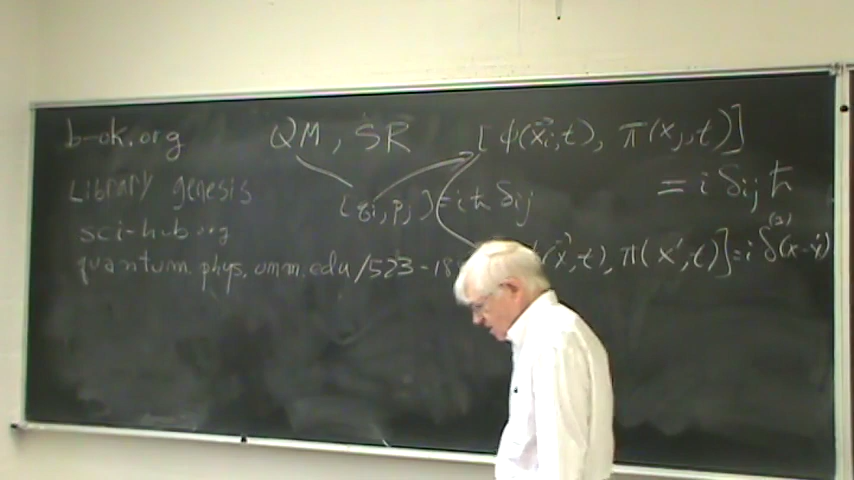 b-ok.org
QM, SR
[φ(x⃗i,t), π(xj,t)]
= i δij ħ
Library genesis
[qi, pj] = iħ δij
sci-hub.org
quantum.phys.unm.edu/523-18
(x⃗,t), π(x⃗',t)] = i δ⁽³⁾(x-x⃗')